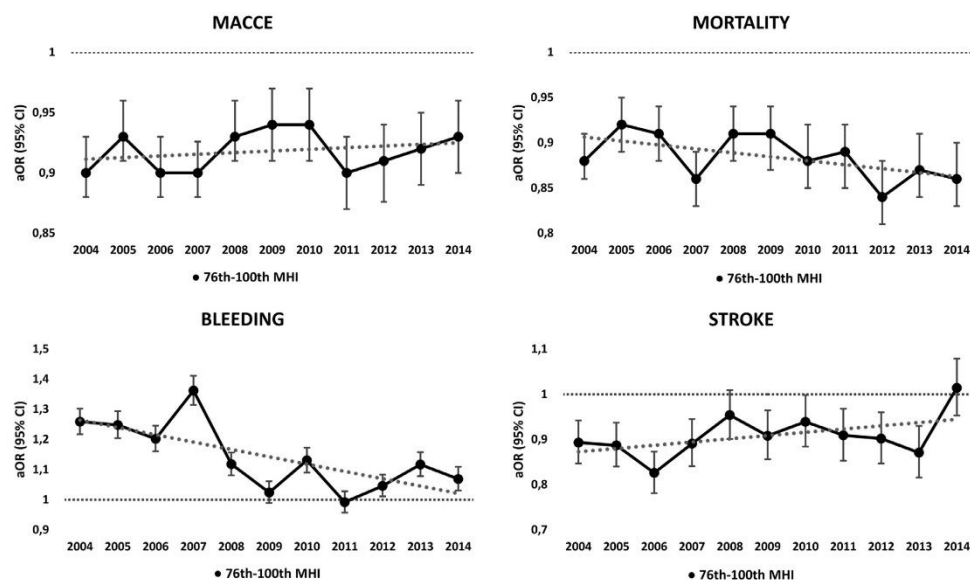 MACCE
1
0,95
0,9
0,85
aOR (95% CI)
2004 2005 2006 2007 2008 2009 2010 2011 2012 2013 2014
● 76th-100th MHI
MORTALITY
1
0,95
0,9
0,85
0,8
aOR (95% CI)
2004 2005 2006 2007 2008 2009 2010 2011 2012 2013 2014
● 76th-100th MHI
BLEEDING
1,5
1,4
1,3
1,2
1,1
1
0,9
aOR (95% CI)
2004 2005 2006 2007 2008 2009 2010 2011 2012 2013 2014
● 76th-100th MHI
STROKE
1,1
1
0,9
0,8
0,7
aOR (95% CI)
2004 2005 2006 2007 2008 2009 2010 2011 2012 2013 2014
● 76th-100th MHI